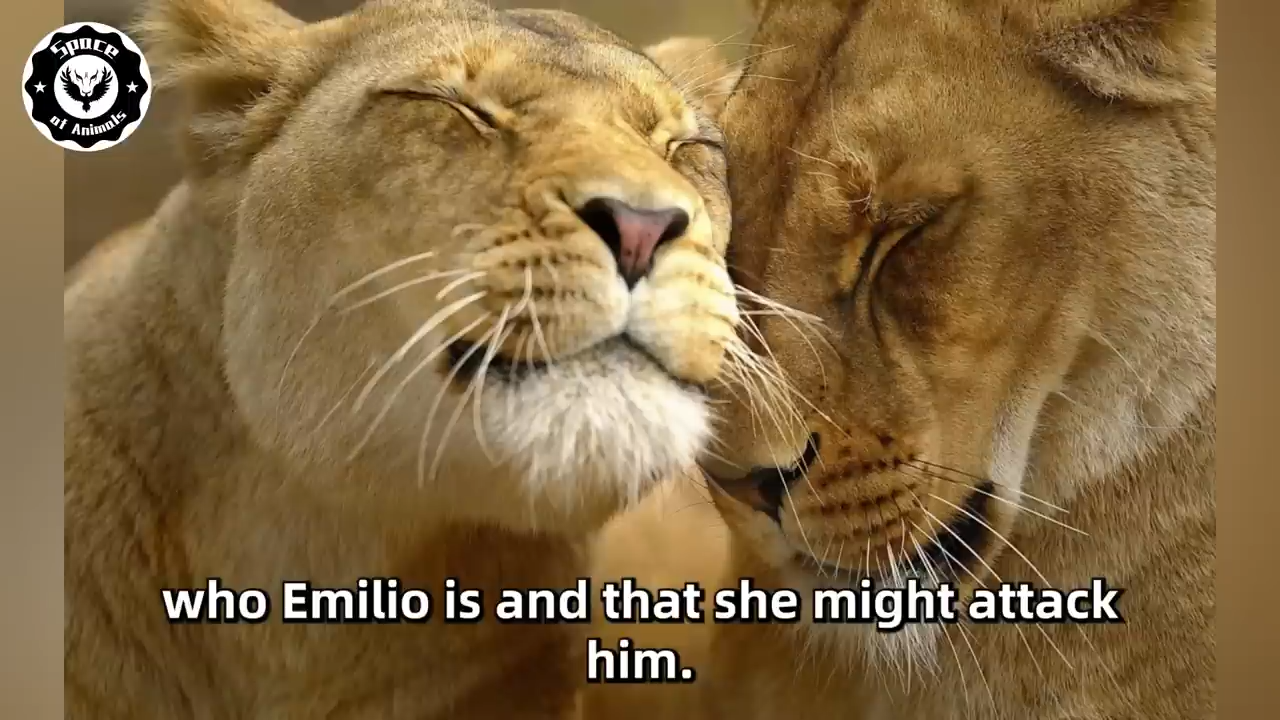 Space
of Animals
who Emilio is and that she might attack
him.